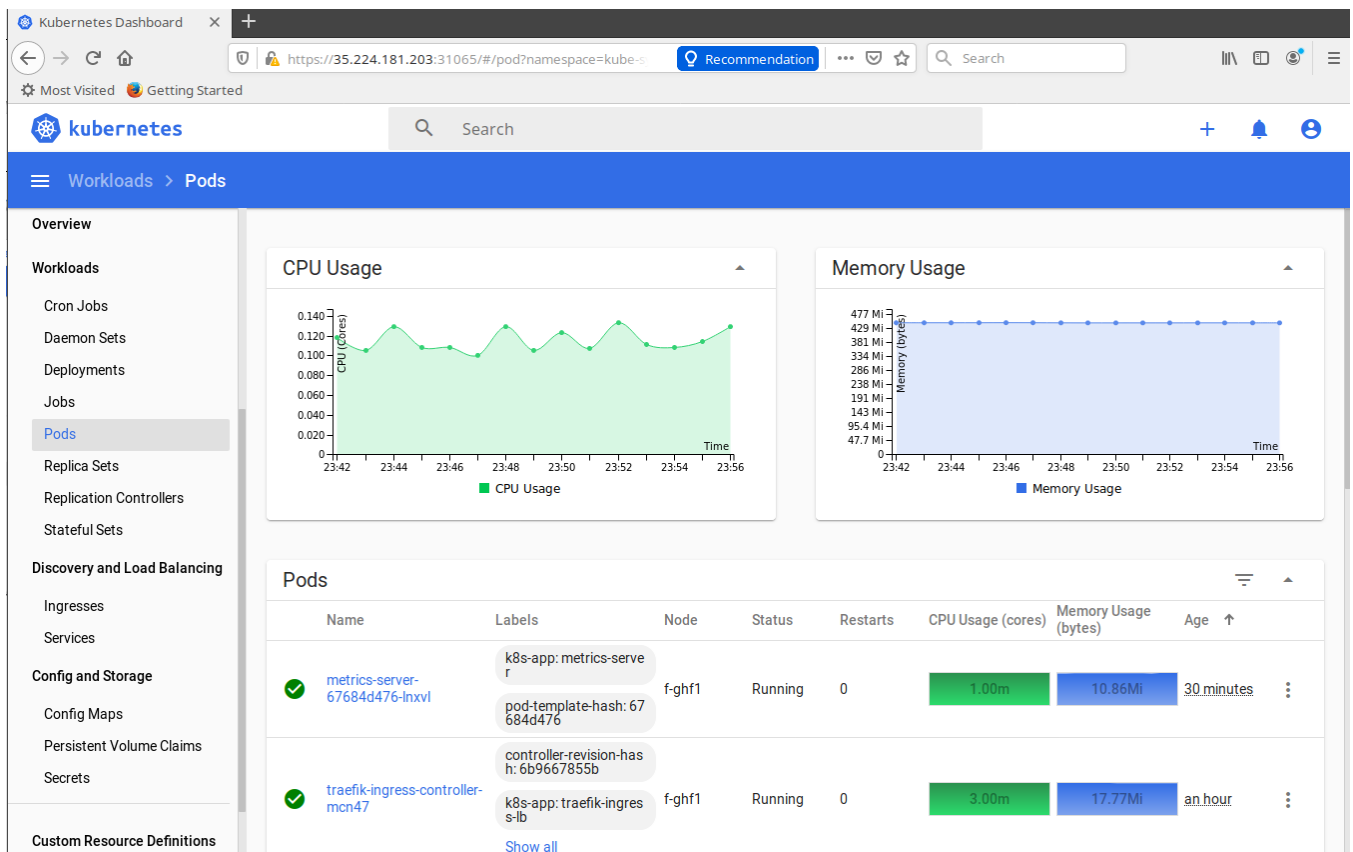 Kubernetes Dashboard
https://35.224.181.203:31065/#/pod?namespace=kube-s
Recommendation
Search
Most Visited
Getting Started
kubernetes
Search
Workloads > Pods
Overview
Workloads
Cron Jobs
Daemon Sets
Deployments
Jobs
Pods
Replica Sets
Replication Controllers
Stateful Sets
Discovery and Load Balancing
Ingresses
Services
Config and Storage
Config Maps
Persistent Volume Claims
Secrets
Custom Resource Definitions
CPU Usage
0.140
0.120
0.100
0.080
0.060
0.040
0.020
0
CPU (Cores)
Time
23:42 23:44 23:46 23:48 23:50 23:52 23:54 23:56
CPU Usage
Memory Usage
477 Mi
429 Mi
381 Mi
334 Mi
286 Mi
238 Mi
191 Mi
143 Mi
95.4 Mi
47.7 Mi
0
Memory (bytes)
Time
23:42 23:44 23:46 23:48 23:50 23:52 23:54 23:56
Memory Usage
Pods
Name Labels Node Status Restarts CPU Usage (cores) Memory Usage (bytes) Age
metrics-server-
67684d476-lnxvl
k8s-app: metrics-serve
r
pod-template-hash: 67
684d476
f-ghf1
Running
0
1.00m
10.86Mi
30 minutes
traefik-ingress-controller-
mcn47
controller-revision-has
h: 6b9667855b
k8s-app: traefik-ingres
s-lb
Show all
f-ghf1
Running
0
3.00m
17.77Mi
an hour